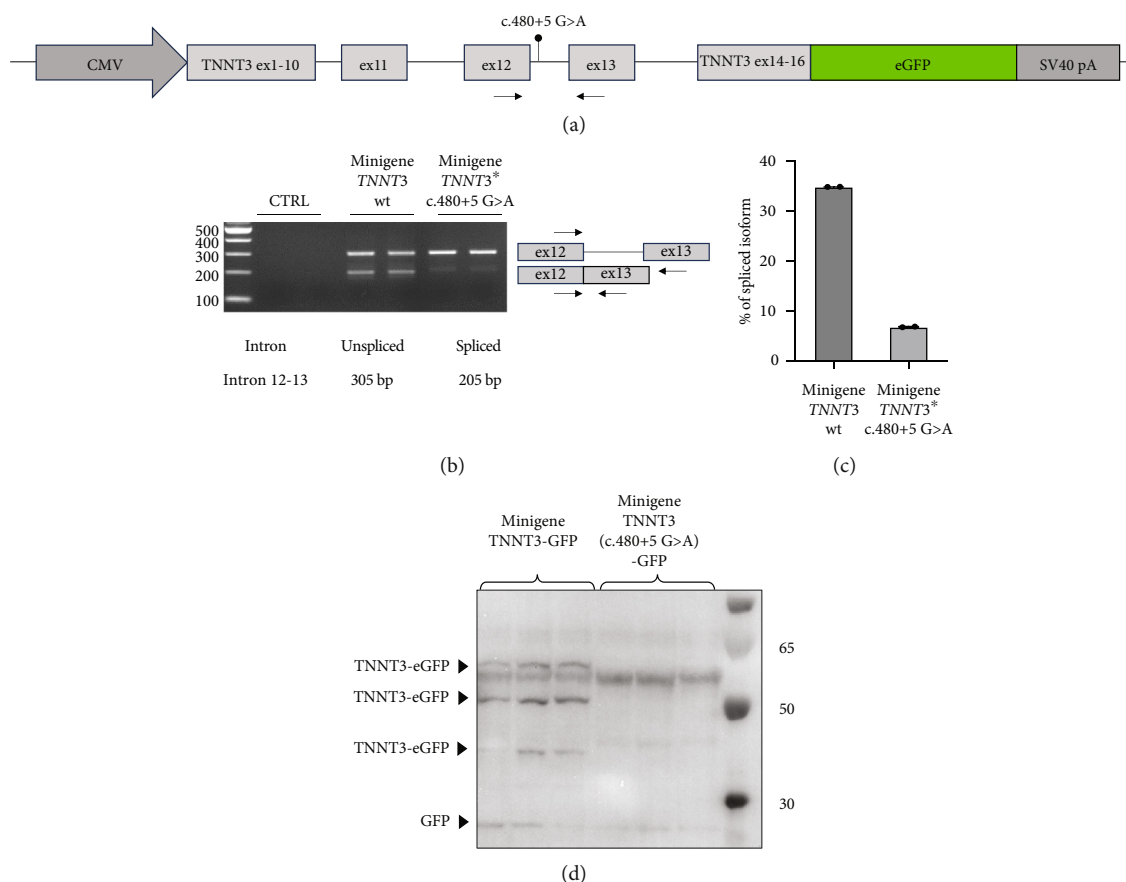 c.480+5 G>A
CMV
TNNT3 ex1-10
ex11
ex12
ex13
TNNT3 ex14-16
eGFP
SV40 pA
(a)
CTRL
Minigene
TNNT3
wt
Minigene
TNNT3*
c.480+5 G>A
500
400
300
200
100
ex12
ex13
ex12
ex13
Intron
Unspliced
Spliced
Intron 12-13
305 bp
205 bp
(b)
% of spliced isoform
40
30
20
10
0
Minigene
TNNT3
wt
Minigene
TNNT3*
c.480+5 G>A
(c)
Minigene
TNNT3-GFP
Minigene
TNNT3
(c.480+5 G>A)
-GFP
TNNT3-eGFP
TNNT3-eGFP
TNNT3-eGFP
GFP
65
50
30
(d)